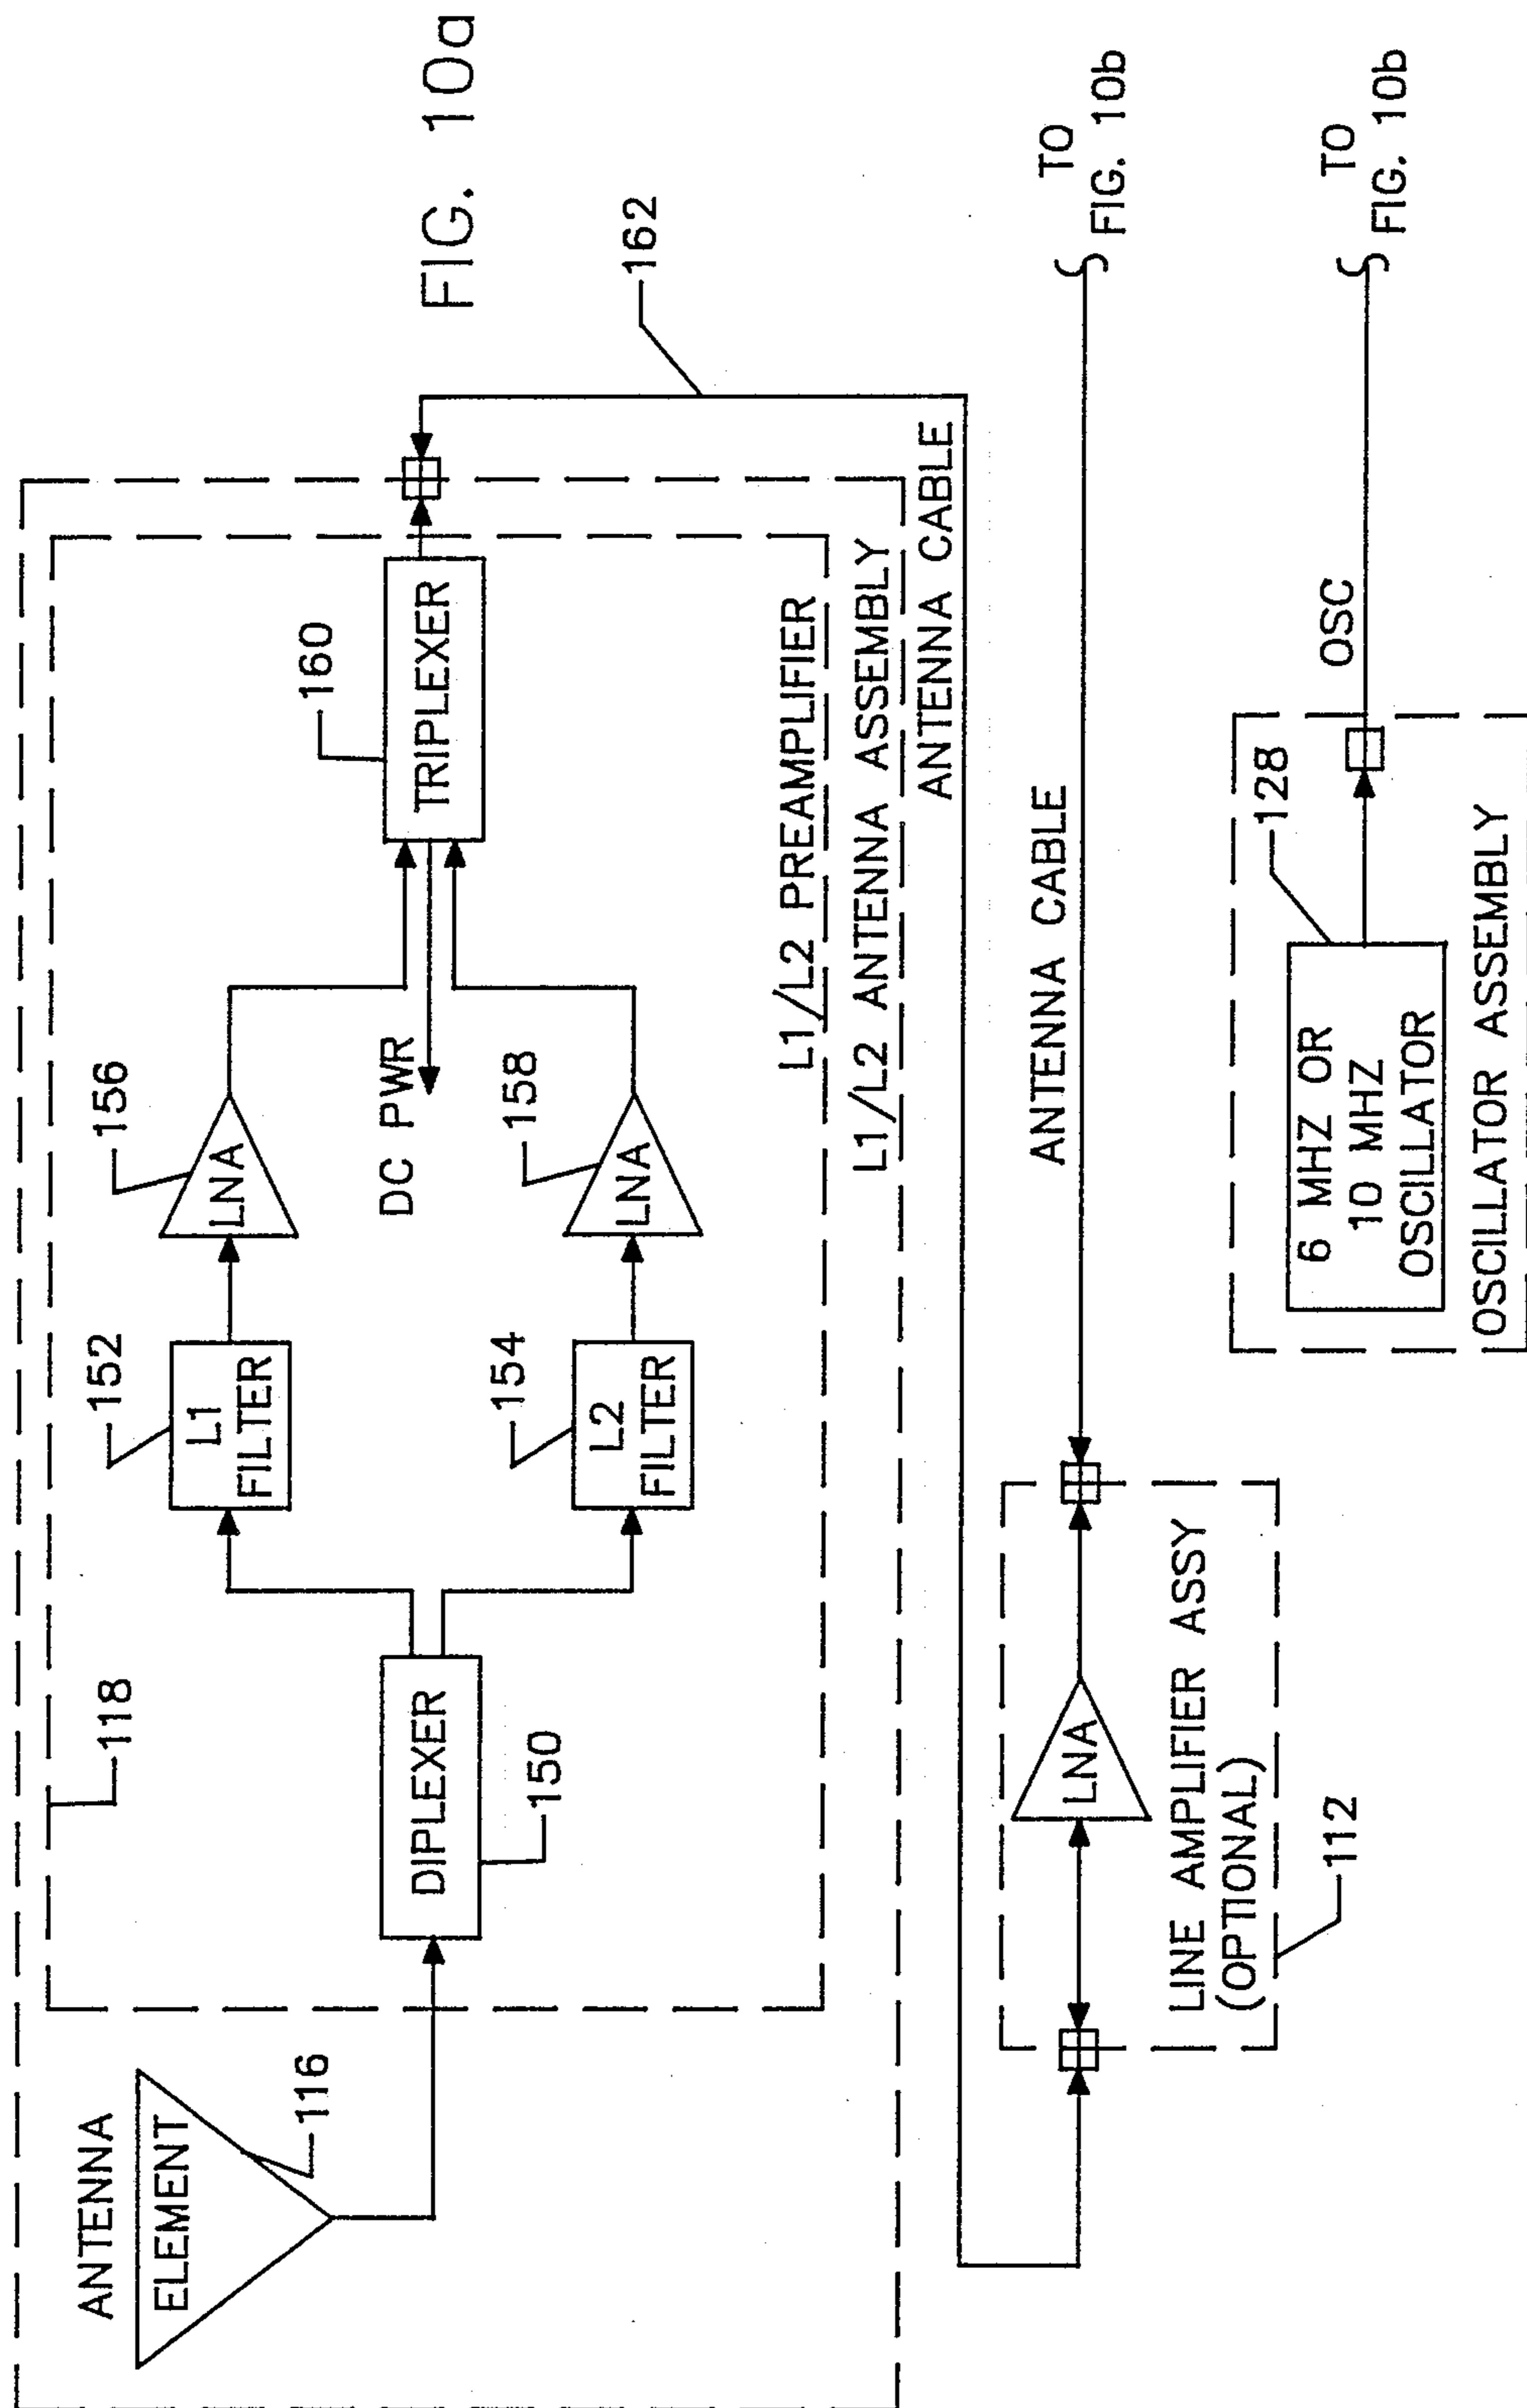 FIG. 10a
ANTENNA
ELEMENT
116
118
DIPLEXER
150
152
L1
FILTER
154
L2
FILTER
156
LNA
158
LNA
DC PWR
160
TRIPLEXER
L1/L2 PREAMPLIFIER
L1/L2 ANTENNA ASSEMBLY
ANTENNA CABLE
162
LNA
LINE AMPLIFIER ASSY
(OPTIONAL)
112
ANTENNA CABLE
TO
FIG. 10b
6 MHZ OR
10 MHZ
OSCILLATOR
128
OSCILLATOR ASSEMBLY
OSC
TO
FIG. 10b